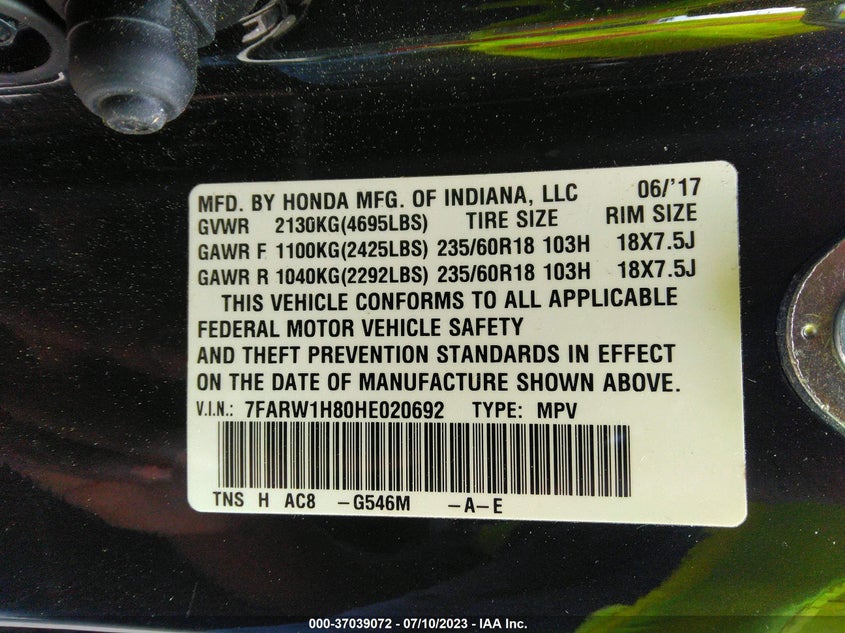 MFD. BY HONDA MFG. OF INDIANA, LLC 06/'17
GVWR 2130KG(4695LBS) TIRE SIZE RIM SIZE
GAWR F 1100KG(2425LBS) 235/60R18 103H 18X7.5J
GAWR R 1040KG(2292LBS) 235/60R18 103H 18X7.5J
THIS VEHICLE CONFORMS TO ALL APPLICABLE
FEDERAL MOTOR VEHICLE SAFETY
AND THEFT PREVENTION STANDARDS IN EFFECT
ON THE DATE OF MANUFACTURE SHOWN ABOVE.
V.I.N.: 7FARW1H80HE020692 TYPE: MPV
TNS H AC8 –G546M –A–E
000-37039072 - 07/10/2023 - IAA Inc.